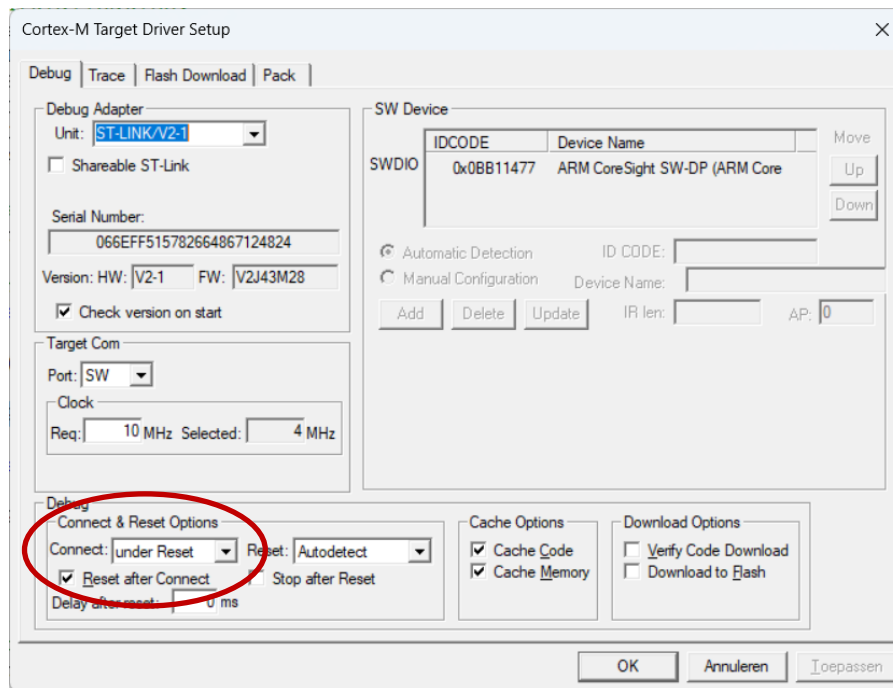 Cortex-M Target Driver Setup
Debug Trace Flash Download Pack
Debug Adapter
Unit: ST-LINK/V2-1
Shareable ST-Link
Serial Number:
066EFF515782664867124824
Version: HW: V2-1 FW: V2J43M28
Check version on start
Target Com
Port: SW
Clock
Req: 10 MHz Selected: 4 MHz
SW Device
IDCODE Device Name
SWDIO 0x0BB11477 ARM CoreSight SW-DP (ARM Core
Move
Up
Down
Automatic Detection ID CODE:
Manual Configuration Device Name:
Add Delete Update IR len: AP: 0
Debug
Connect & Reset Options
Connect: under Reset Reset: Autodetect
Reset after Connect Stop after Reset
Delay after reset: 0 ms
Cache Options
Cache Code
Cache Memory
Download Options
Verify Code Download
Download to Flash
OK Annuleren Toepassen